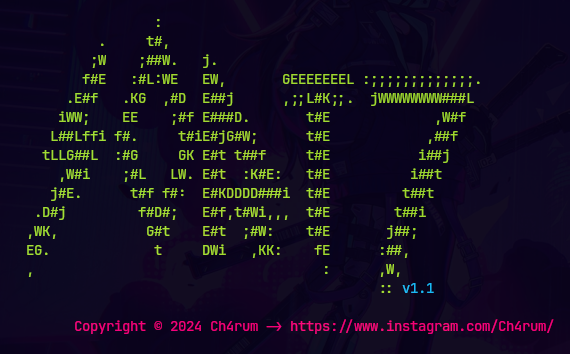 :
         .     t#,
        ;W    ;##W.   j.
       f#E   :#L:WE   EW,       GEEEEEEEL :;;;;;;;;;;;;;.
     .E#f   .KG  ,#D  E##j      ,;;L#K;;.  jWWWWWWWW###L
    iWW;    EE    ;#f E###D.       t#E             ,W#f
   L##Lffi f#.     t#iE#jG#W;      t#E            ,##f
  tLLG##L  :#G     GK E#t t##f     t#E           i##j
    ,W#i    ;#L   LW. E#t  :K#E:   t#E          i##t
   j#E.      t#f f#:  E#KDDDD###i  t#E         t##t
 .D#j         f#D#;   E#f,t#Wi,,,  t#E        t##i
,WK,           G#t    E#t  ;#W:    t#E       j##;
EG.             t     DWi   ,KK:    fE      :##,
,                                    :      ,W,
                                            :: v1.1
Copyright © 2024 Ch4rum -> https://www.instagram.com/Ch4rum/